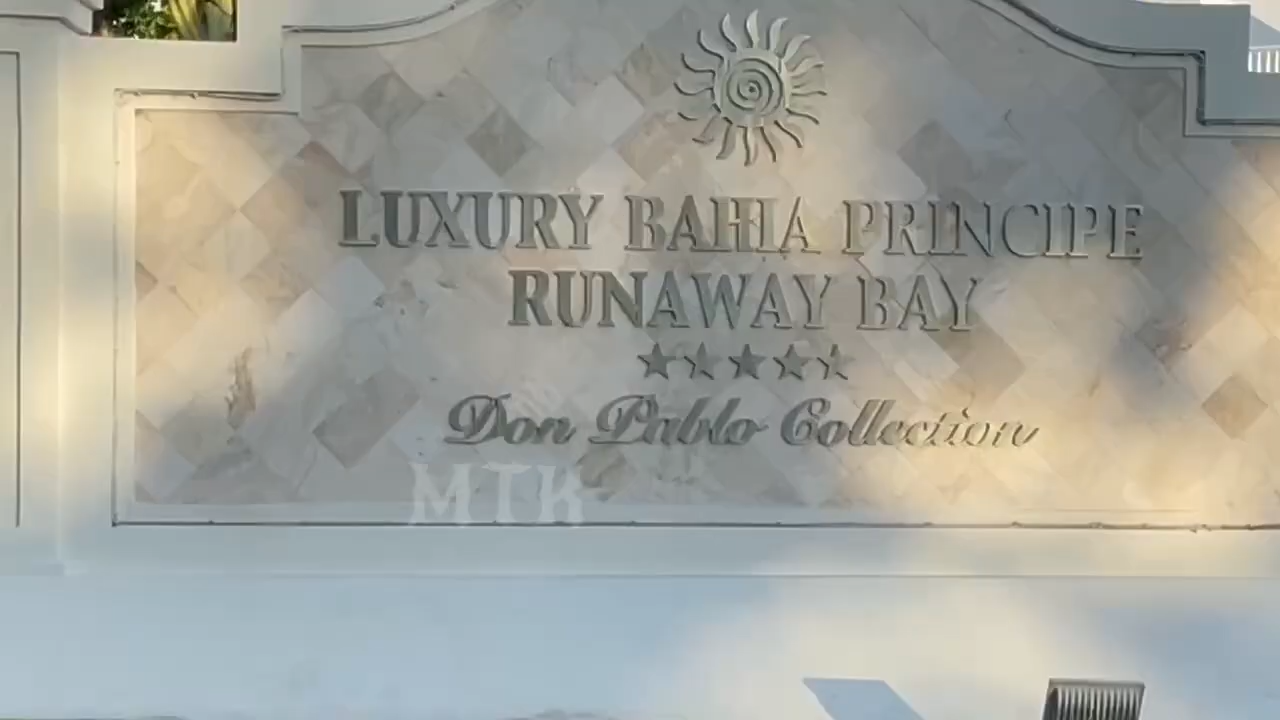 LUXURY BAHIA PRINCIPE
RUNAWAY BAY
Don Pablo Collection
MTK